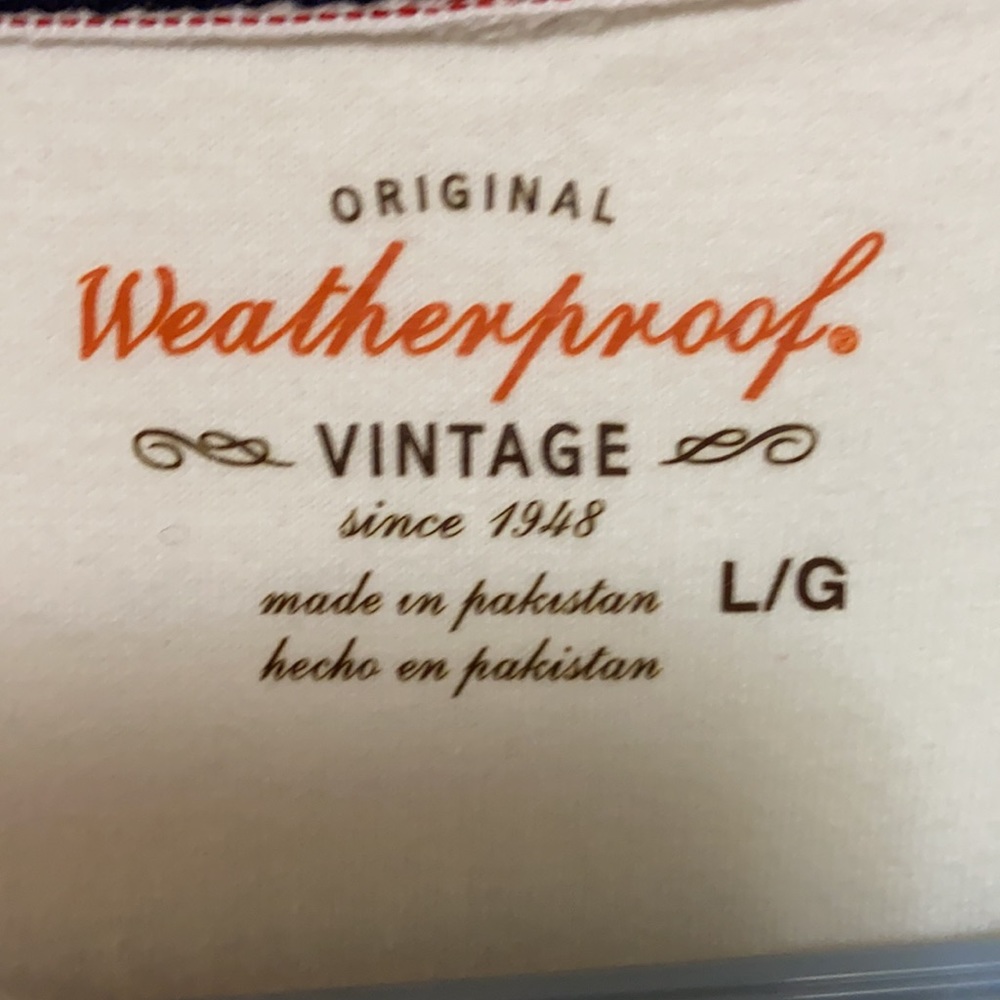 ORIGINAL
Weatherproof®
VINTAGE
since 1948
made in pakistan L/G
hecho en pakistan